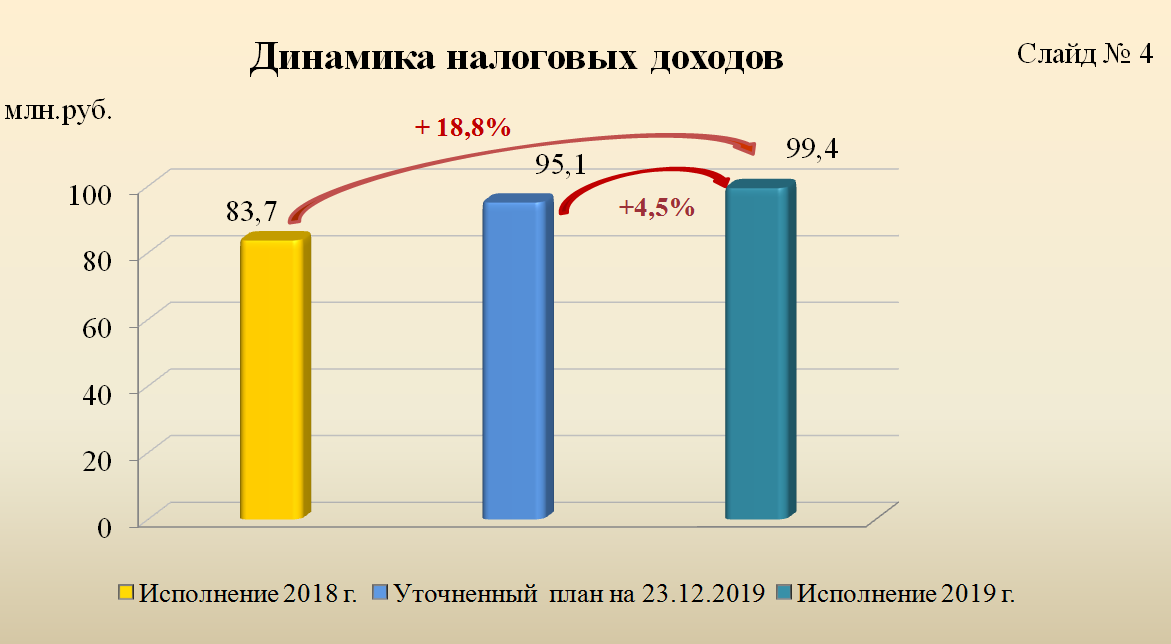 Динамика налоговых доходов
Слайд № 4
млн.руб.
+ 18,8%
99,4
95,1
83,7
+4,5%
100
80
60
40
20
0
Исполнение 2018 г.
Уточненный план на 23.12.2019
Исполнение 2019 г.